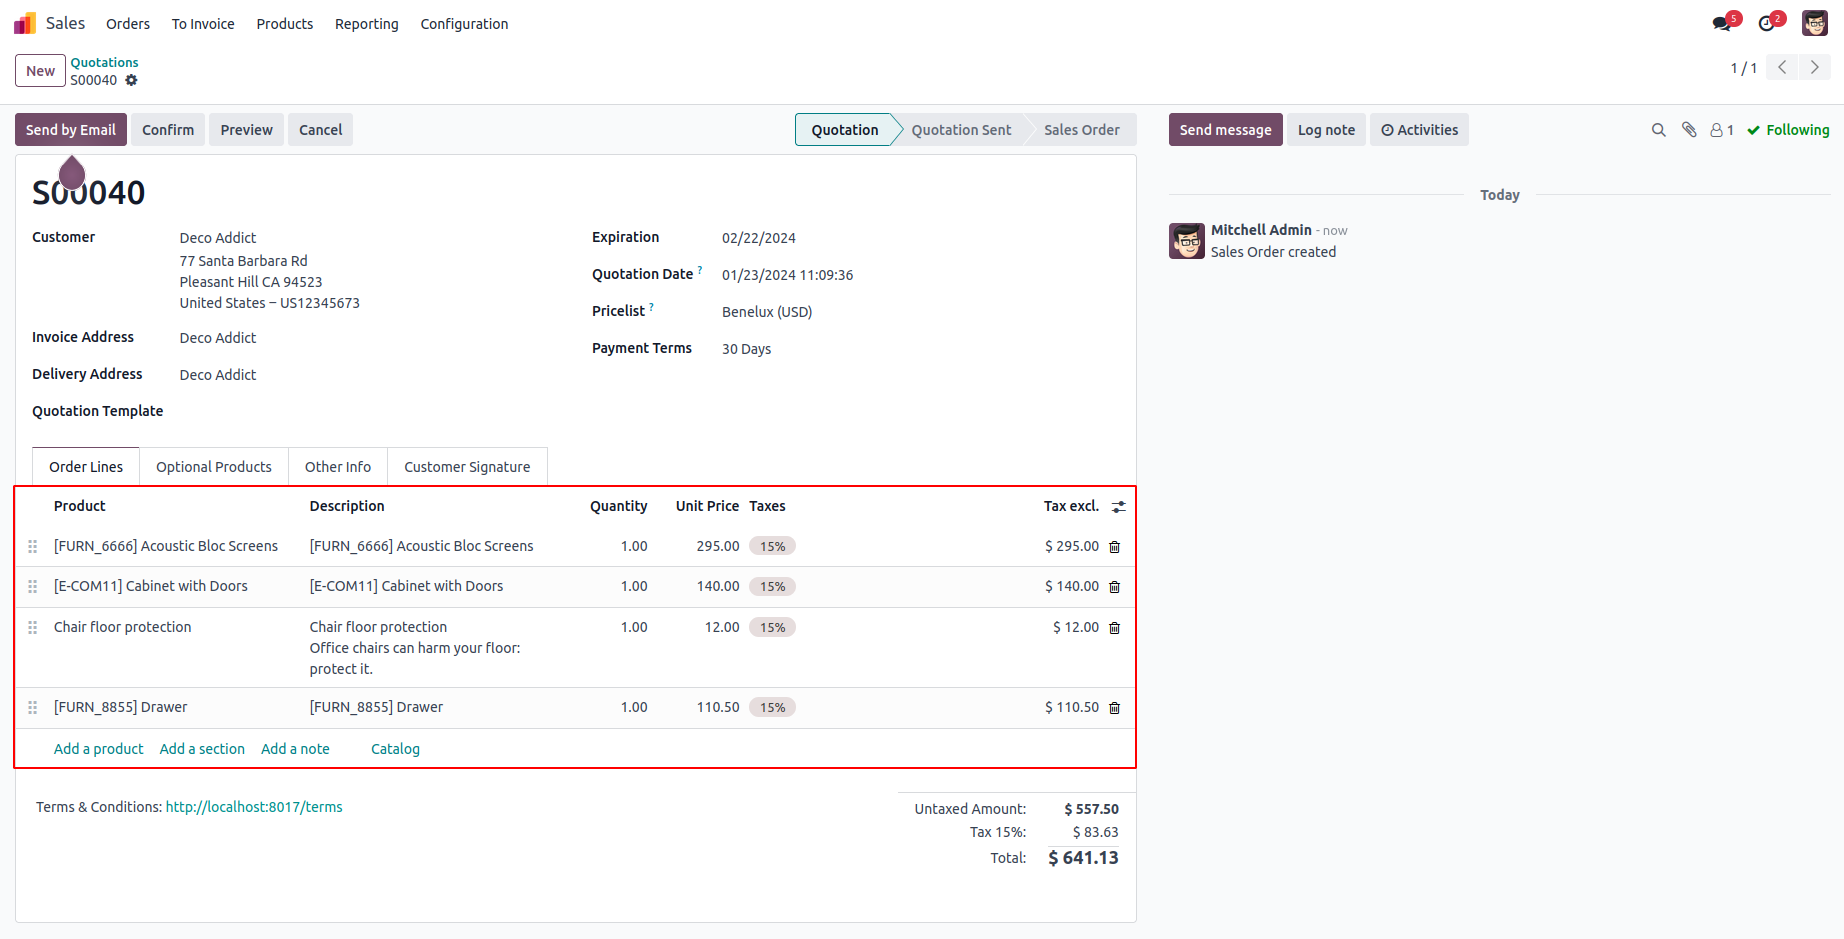 Sales Orders To Invoice Products Reporting Configuration 5 2
New Quotations
S00040 1 / 1
Send by Email Confirm Preview Cancel Quotation Quotation Sent Sales Order Send message Log note Activities 1 Following
S00040
Today
Customer Deco Addict Expiration 02/22/2024
77 Santa Barbara Rd
Pleasant Hill CA 94523
United States – US12345673
Quotation Date ? 01/23/2024 11:09:36
Pricelist ? Benelux (USD)
Invoice Address Deco Addict Payment Terms 30 Days
Delivery Address Deco Addict
Quotation Template
Mitchell Admin - now
Sales Order created
Order Lines Optional Products Other Info Customer Signature
Product Description Quantity Unit Price Taxes Tax excl.
[FURN_6666] Acoustic Bloc Screens [FURN_6666] Acoustic Bloc Screens 1.00 295.00 15% $ 295.00
[E-COM11] Cabinet with Doors [E-COM11] Cabinet with Doors 1.00 140.00 15% $ 140.00
Chair floor protection Chair floor protection 1.00 12.00 15% $ 12.00
Office chairs can harm your floor:
protect it.
[FURN_8855] Drawer [FURN_8855] Drawer 1.00 110.50 15% $ 110.50
Add a product Add a section Add a note Catalog
Terms & Conditions: http://localhost:8017/terms Untaxed Amount: $ 557.50
Tax 15%: $ 83.63
Total: $ 641.13